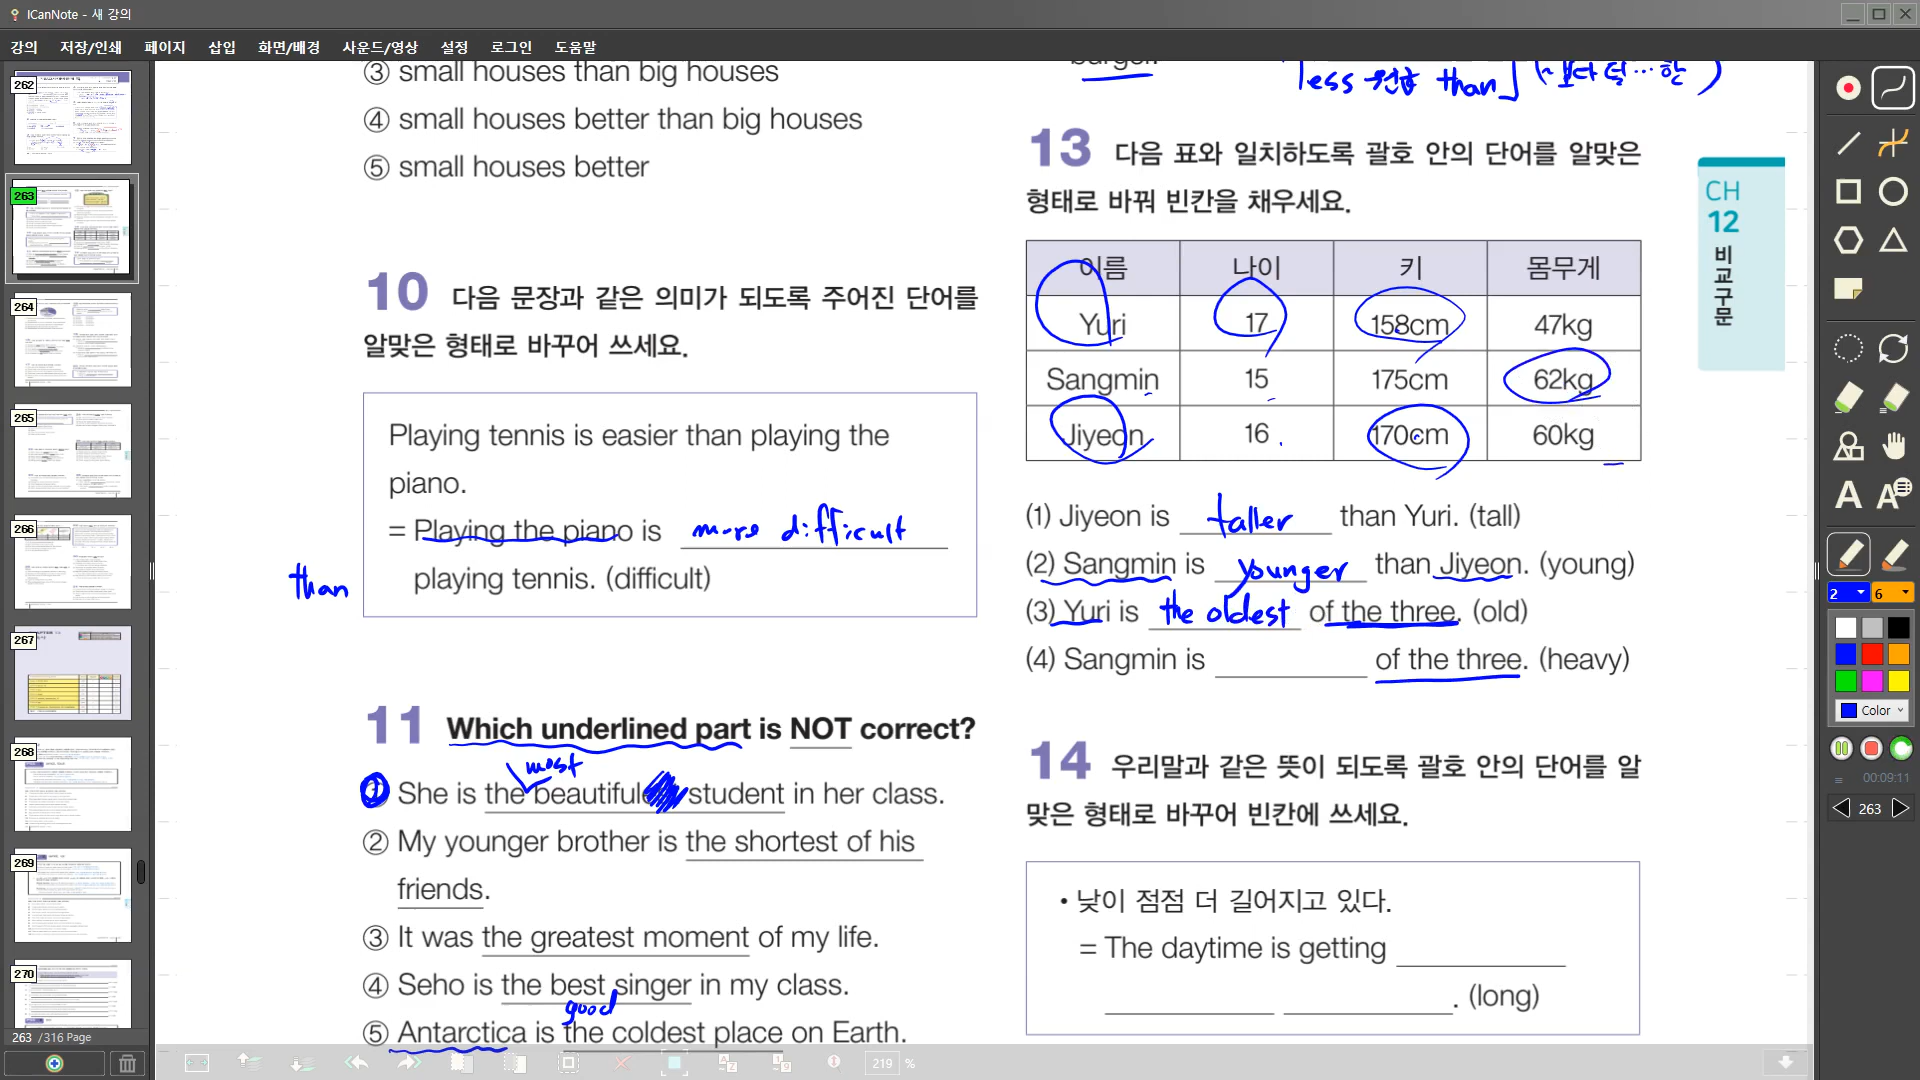 ICanNote - 새 강의
강의 저장/인쇄 페이지 삽입 화면/배경 사운드/영상 설정 로그인 도움말
262
263
264
265
266
267
268
269
270
263 /316 Page
③ small houses than big houses
④ small houses better than big houses
⑤ small houses better
10 다음 문장과 같은 의미가 되도록 주어진 단어를
알맞은 형태로 바꾸어 쓰세요.
Playing tennis is easier than playing the
piano.
= Playing the piano is more difficult
than playing tennis. (difficult)
11 Which underlined part is NOT correct?
most
① She is the beautiful student in her class.
② My younger brother is the shortest of his
friends.
③ It was the greatest moment of my life.
④ Seho is the best singer in my class.
good
⑤ Antarctica is the coldest place on Earth.
burger.
less 원급 than
13 다음 표와 일치하도록 괄호 안의 단어를 알맞은
형태로 바꿔 빈칸을 채우세요.
이름 나이 키 몸무게
Yuri 17 158cm 47kg
Sangmin 15 175cm 62kg
Jiyeon 16 170cm 60kg
(1) Jiyeon is taller than Yuri. (tall)
(2) Sangmin is younger than Jiyeon. (young)
(3) Yuri is the oldest of the three. (old)
(4) Sangmin is of the three. (heavy)
14 우리말과 같은 뜻이 되도록 괄호 안의 단어를 알
맞은 형태로 바꾸어 빈칸에 쓰세요.
• 낮이 점점 더 길어지고 있다.
= The daytime is getting
. (long)
CH
12
비교구문
2 6
Color
00:09:11
263
219 %